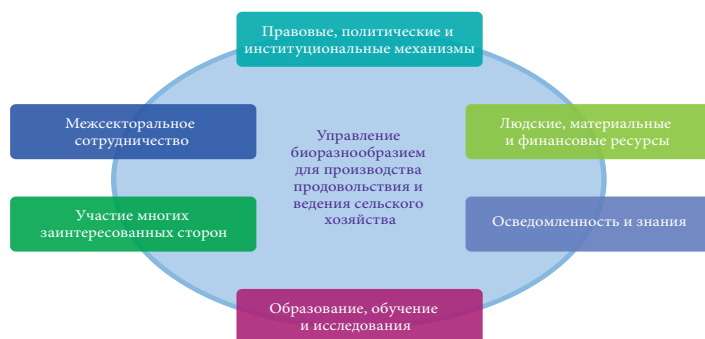 Правовые, политические и
институциональные механизмы
Межсекторальное
сотрудничество
Людские, материальные
и финансовые ресурсы
Управление
биоразнообразием
для производства
продовольствия и
ведения сельского
хозяйства
Участие многих
заинтересованных сторон
Осведомленность и знания
Образование, обучение
и исследования